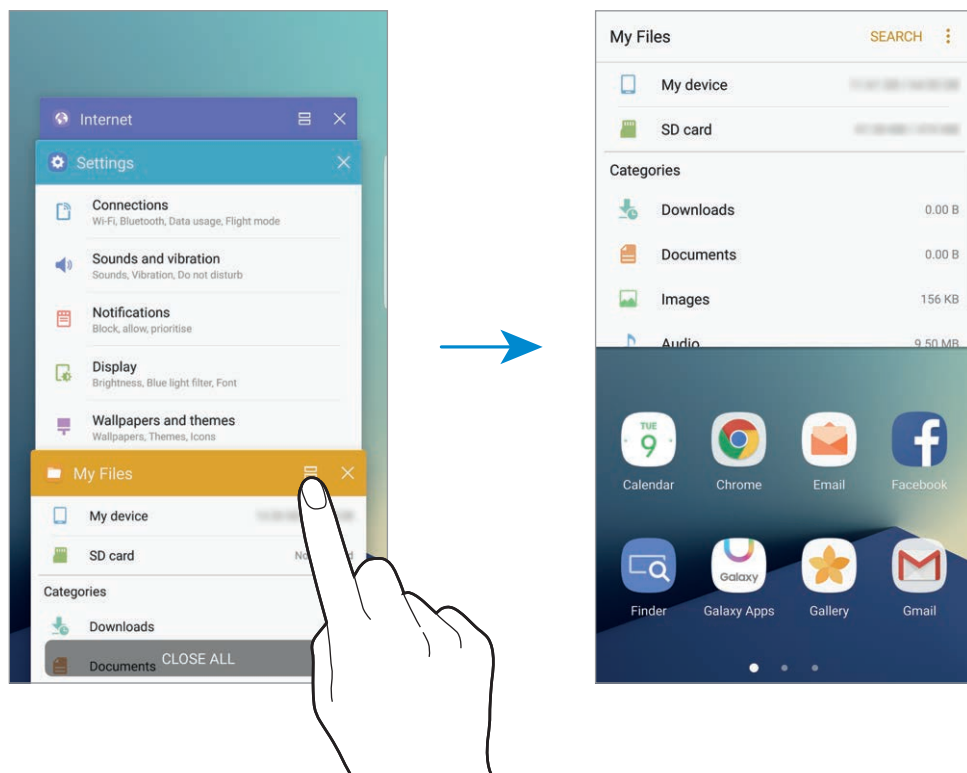 Internet
Settings
Connections
Wi-Fi, Bluetooth, Data usage, Flight mode
Sounds and vibration
Sounds, Vibration, Do not disturb
Notifications
Block, allow, prioritise
Display
Brightness, Blue light filter, Font
Wallpapers and themes
Wallpapers, Themes, Icons
My Files
My device
SD card
Categories
Downloads
Documents
CLOSE ALL
My Files SEARCH
My device
SD card
Categories
Downloads 0.00 B
Documents 0.00 B
Images 156 KB
Audio 9.50 MB
TUE
9
Calendar Chrome Email Facebook
Galaxy
Finder Galaxy Apps Gallery Gmail